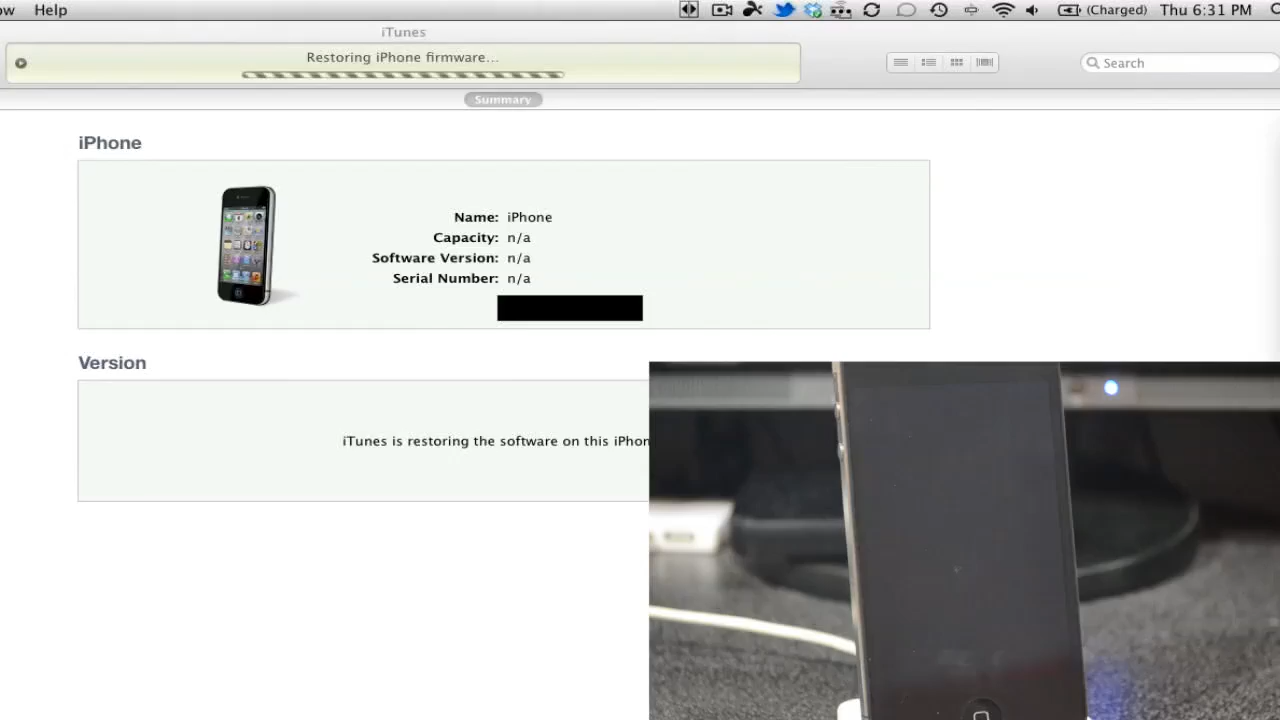 Help
(Charged) Thu 6:31 PM
iTunes
Restoring iPhone firmware...
Search
Summary
iPhone
Name: iPhone
Capacity: n/a
Software Version: n/a
Serial Number: n/a
Version
iTunes is restoring the software on this